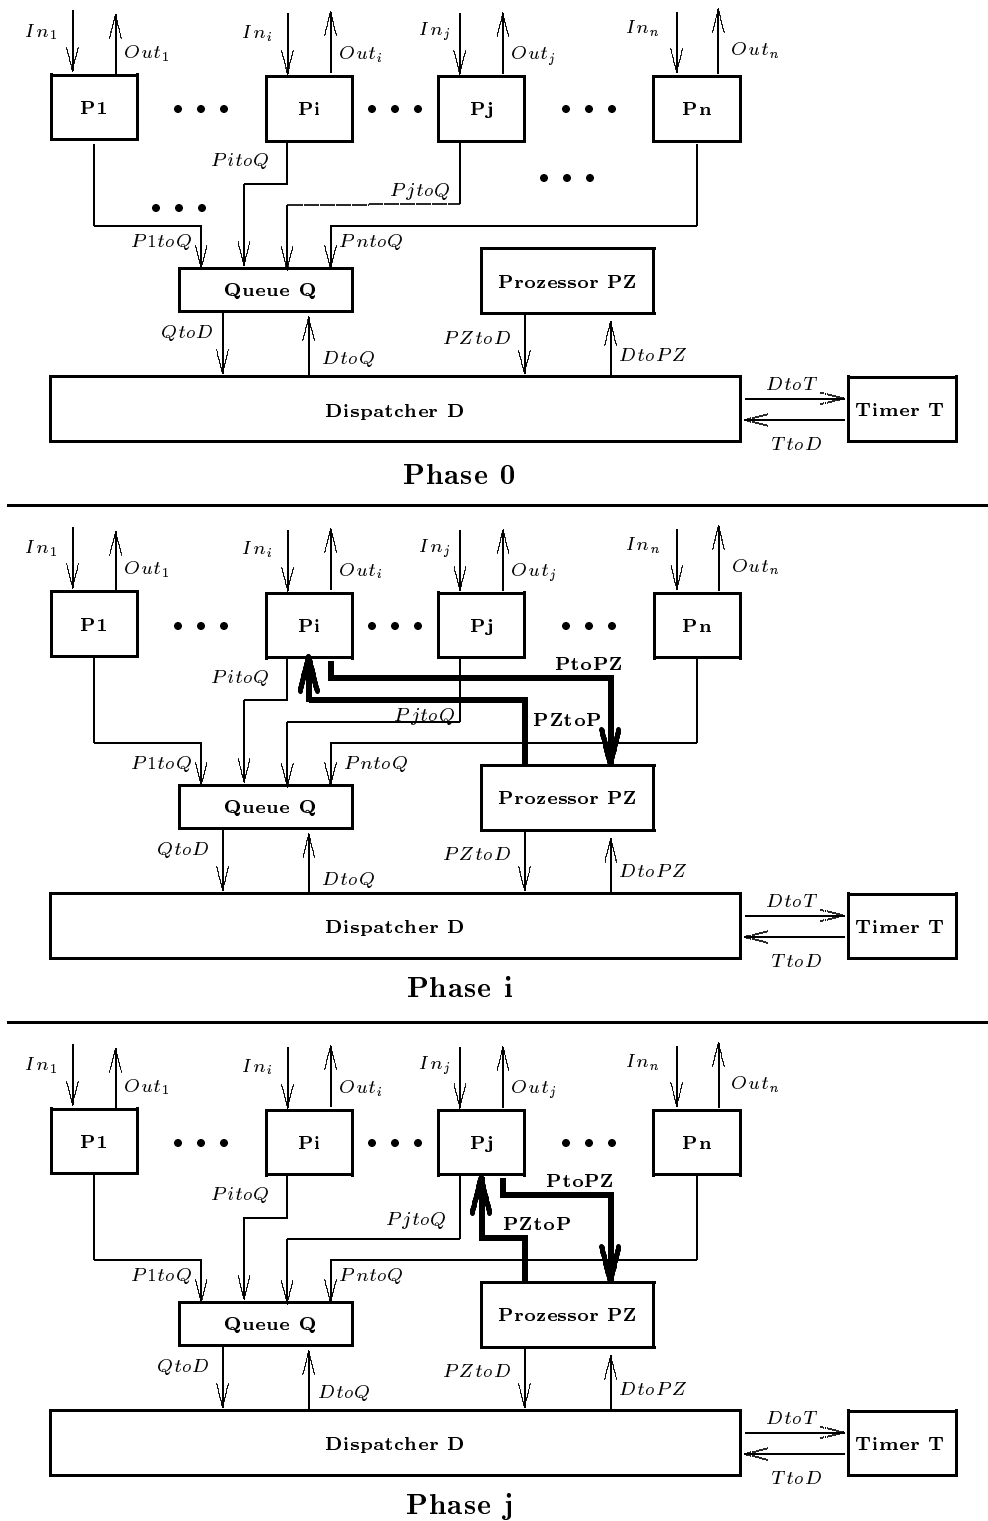 In₁ Out₁ Inᵢ Outᵢ Inⱼ Outⱼ Inₙ Outₙ
P1 Pi Pj Pn
PitoQ PjtoQ
P1toQ PntoQ
Queue Q Prozessor PZ
QtoD DtoQ PZtoD DtoPZ
Dispatcher D DtoT Timer T
TtoD
Phase 0
In₁ Out₁ Inᵢ Outᵢ Inⱼ Outⱼ Inₙ Outₙ
P1 Pi Pj Pn
PitoQ PtoPZ
PjtoQ PZtoP
P1toQ PntoQ
Queue Q Prozessor PZ
QtoD DtoQ PZtoD DtoPZ
Dispatcher D DtoT Timer T
TtoD
Phase i
In₁ Out₁ Inᵢ Outᵢ Inⱼ Outⱼ Inₙ Outₙ
P1 Pi Pj Pn
PitoQ PtoPZ
PjtoQ PZtoP
P1toQ PntoQ
Queue Q Prozessor PZ
QtoD DtoQ PZtoD DtoPZ
Dispatcher D DtoT Timer T
TtoD
Phase j